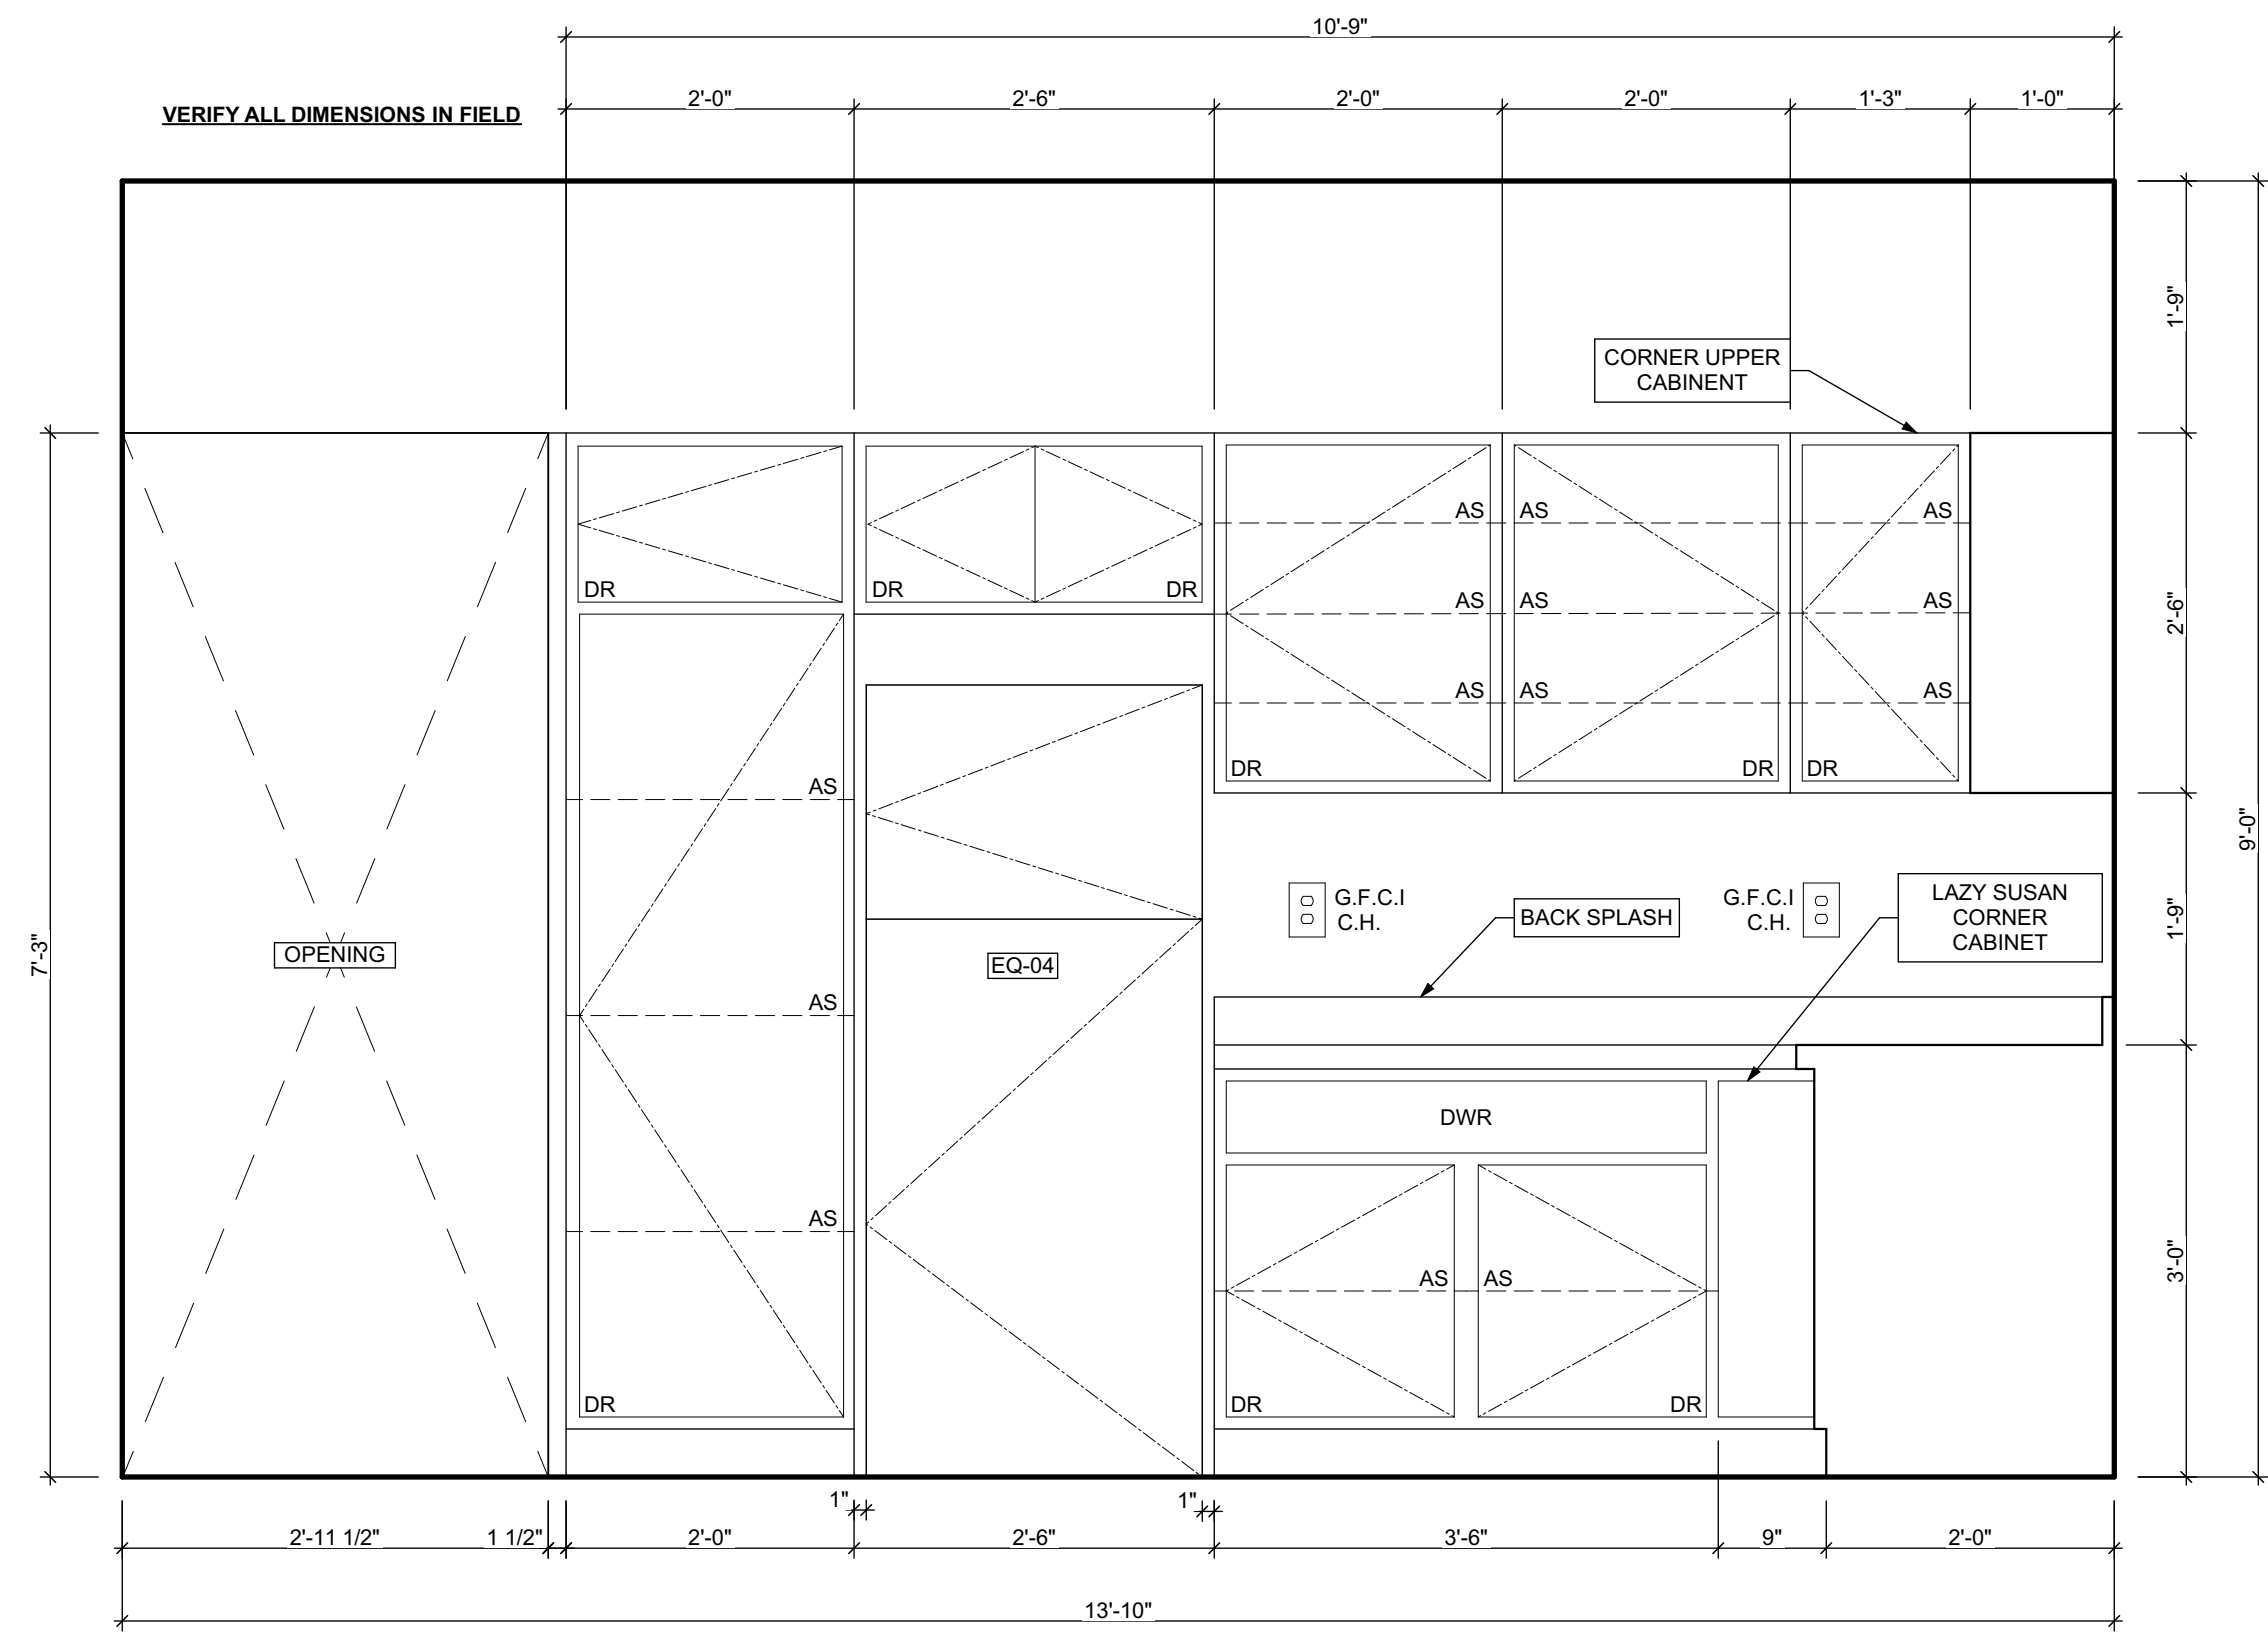 10'-9"
VERIFY ALL DIMENSIONS IN FIELD
2'-0"
2'-6"
2'-0"
2'-0"
1'-3"
1'-0"
1'-9"
CORNER UPPER
CABINENT
AS
AS
AS
DR
DR
DR
AS
AS
AS
2'-6"
AS
AS
AS
DR
DR
DR
AS
9'-0"
G.F.C.I
C.H.
BACK SPLASH
G.F.C.I
C.H.
LAZY SUSAN
CORNER
CABINET
1'-9"
7'-3"
OPENING
EQ-04
AS
DWR
AS
3'-0"
AS
AS
DR
DR
DR
1"
1"
2'-11 1/2"
1 1/2"
2'-0"
2'-6"
3'-6"
9"
2'-0"
13'-10"